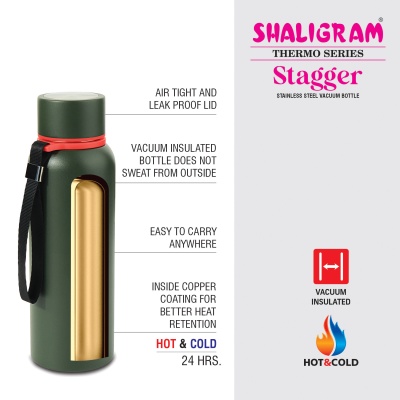 SHALIGRAM®
THERMO SERIES
Stagger
STAINLESS STEEL VACUUM BOTTLE
AIR TIGHT AND
LEAK PROOF LID
VACUUM INSULATED
BOTTLE DOES NOT
SWEAT FROM OUTSIDE
EASY TO CARRY
ANYWHERE
INSIDE COPPER
COATING FOR
BETTER HEAT
RETENTION
HOT & COLD
24 HRS.
VACUUM
INSULATED
HOT&COLD